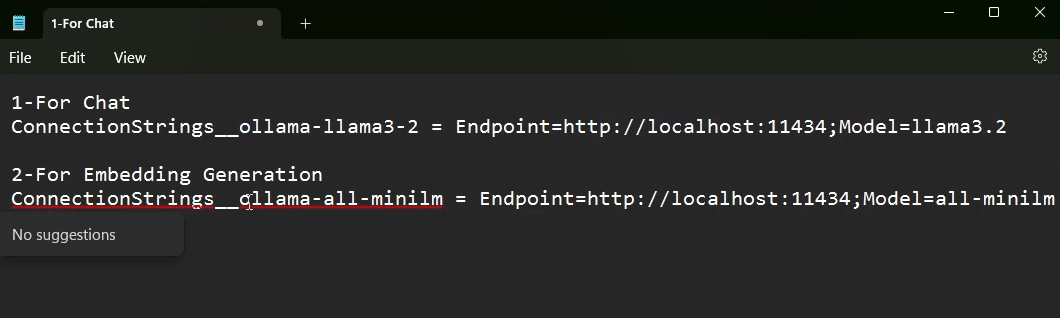 1-For Chat
File Edit View
1-For Chat
ConnectionStrings__ollama-llama3-2 = Endpoint=http://localhost:11434;Model=llama3.2
2-For Embedding Generation
ConnectionStrings__ollama-all-minilm = Endpoint=http://localhost:11434;Model=all-minilm
No suggestions